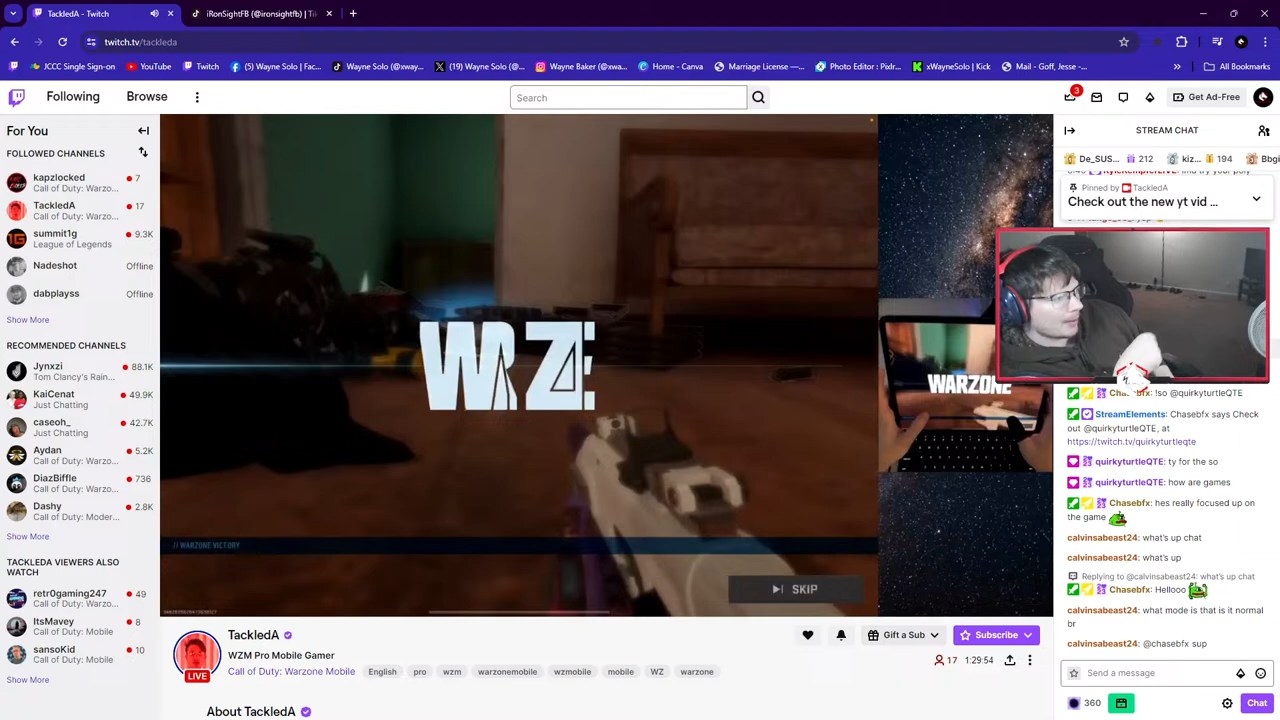 TackledA - Twitch
iRonSightFB (@ironsightfb) | Ti
twitch.tv/tackleda
JCCC Single Sign-on
YouTube
Twitch
(5) Wayne Solo | Fac...
Wayne Solo (@xway...
(19) Wayne Solo (@...
Wayne Baker (@xwa...
Home - Canva
Marriage License -...
Photo Editor : Pixlr...
xWayneSolo | Kick
Mail - Goff, Jesse -...
All Bookmarks
Following
Browse
Search
3
Get Ad-Free
For You
FOLLOWED CHANNELS
kapzlocked
7
Call of Duty: Warzo...
TackledA
17
Call of Duty: Warzo...
summit1g
9.3K
League of Legends
Nadeshot
Offline
dabplayss
Offline
Show More
RECOMMENDED CHANNELS
Jynxzi
88.1K
Tom Clancy's Rain...
KaiCenat
49.9K
Just Chatting
caseoh_
42.7K
Just Chatting
Aydan
5.2K
Call of Duty: Warzo...
DiazBiffle
736
Call of Duty: Warzo...
Dashy
2.8K
Call of Duty: Moder...
Show More
TACKLEDA VIEWERS ALSO WATCH
retr0gaming247
49
Call of Duty: Warzo...
ItsMavey
8
Call of Duty: Mobile
sansoKid
10
Call of Duty: Mobile
Show More
// WARZONE VICTORY
SKIP
WARZONE
TackledA
WZM Pro Mobile Gamer
Call of Duty: Warzone Mobile
English
pro
wzm
warzonemobile
wzmobile
mobile
WZ
warzone
LIVE
Gift a Sub
Subscribe
17
1:29:54
About TackledA
STREAM CHAT
De_SUS...
212
kiz...
194
Bbgi
Pinned by TackledA
Check out the new yt vid ...
Chasebfx: !so @quirkyturtleQTE
StreamElements: Chasebfx says Check
out @quirkyturtleQTE, at
https://twitch.tv/quirkyturtleqte
quirkyturtleQTE: ty for the so
quirkyturtleQTE: how are games
Chasebfx: hes really focused up on
the game
calvinsabeast24: what's up chat
calvinsabeast24: what's up
Replying to @calvinsabeast24: what's up chat
Chasebfx: Hellooo
calvinsabeast24: what mode is that is it normal
br
calvinsabeast24: @chasebfx sup
Send a message
360
Chat